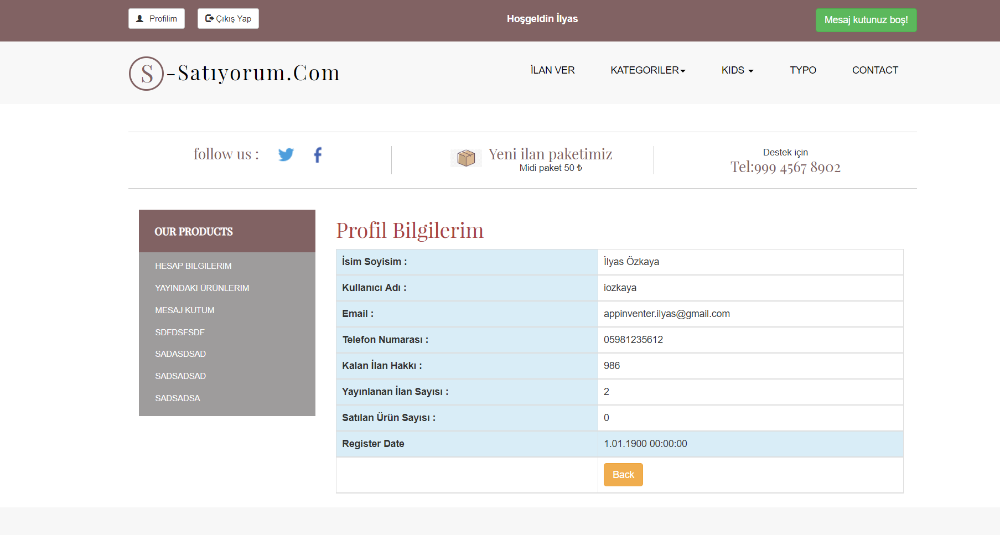 Profilim
Çıkış Yap
Hoşgeldin İlyas
Mesaj kutunuz boş!
S-Satıyorum.Com
İLAN VER
KATEGORILER
KIDS
TYPO
CONTACT
follow us :
Yeni ilan paketimiz
Midi paket 50 ₺
Destek için
Tel:999 4567 8902
OUR PRODUCTS
HESAP BILGILERIM
YAYINDAKI ÜRÜNLERIM
MESAJ KUTUM
SDFDSFSDF
SADASDSAD
SADSADSAD
SADSADSA
Profil Bilgilerim
İsim Soyisim : İlyas Özkaya
Kullanıcı Adı : iozkaya
Email : appinventer.ilyas@gmail.com
Telefon Numarası : 05981235612
Kalan İlan Hakkı : 986
Yayınlanan İlan Sayısı : 2
Satılan Ürün Sayısı : 0
Register Date 1.01.1900 00:00:00
Back